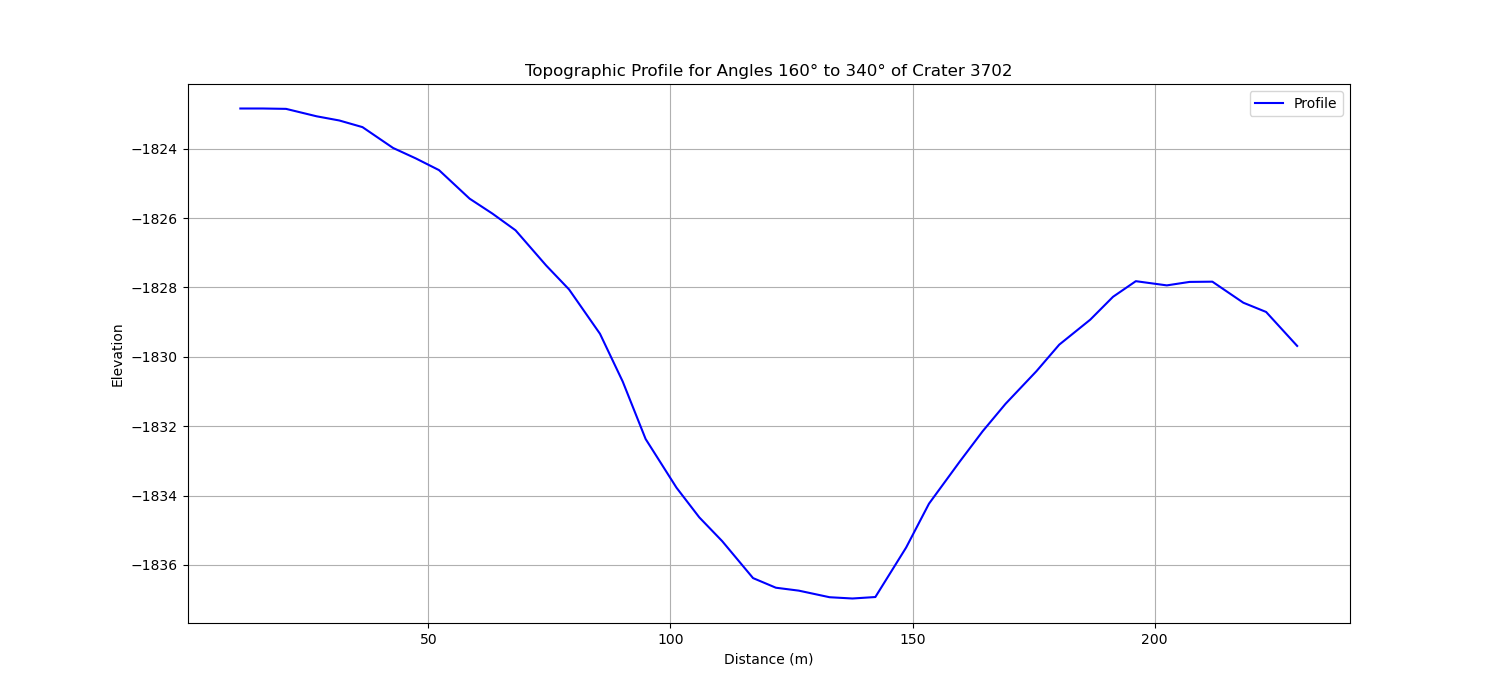 Topographic Profile for Angles 160° to 340° of Crater 3702
Profile
−1824
−1826
−1828
−1830
−1832
−1834
−1836
Elevation
50
100
150
200
Distance (m)